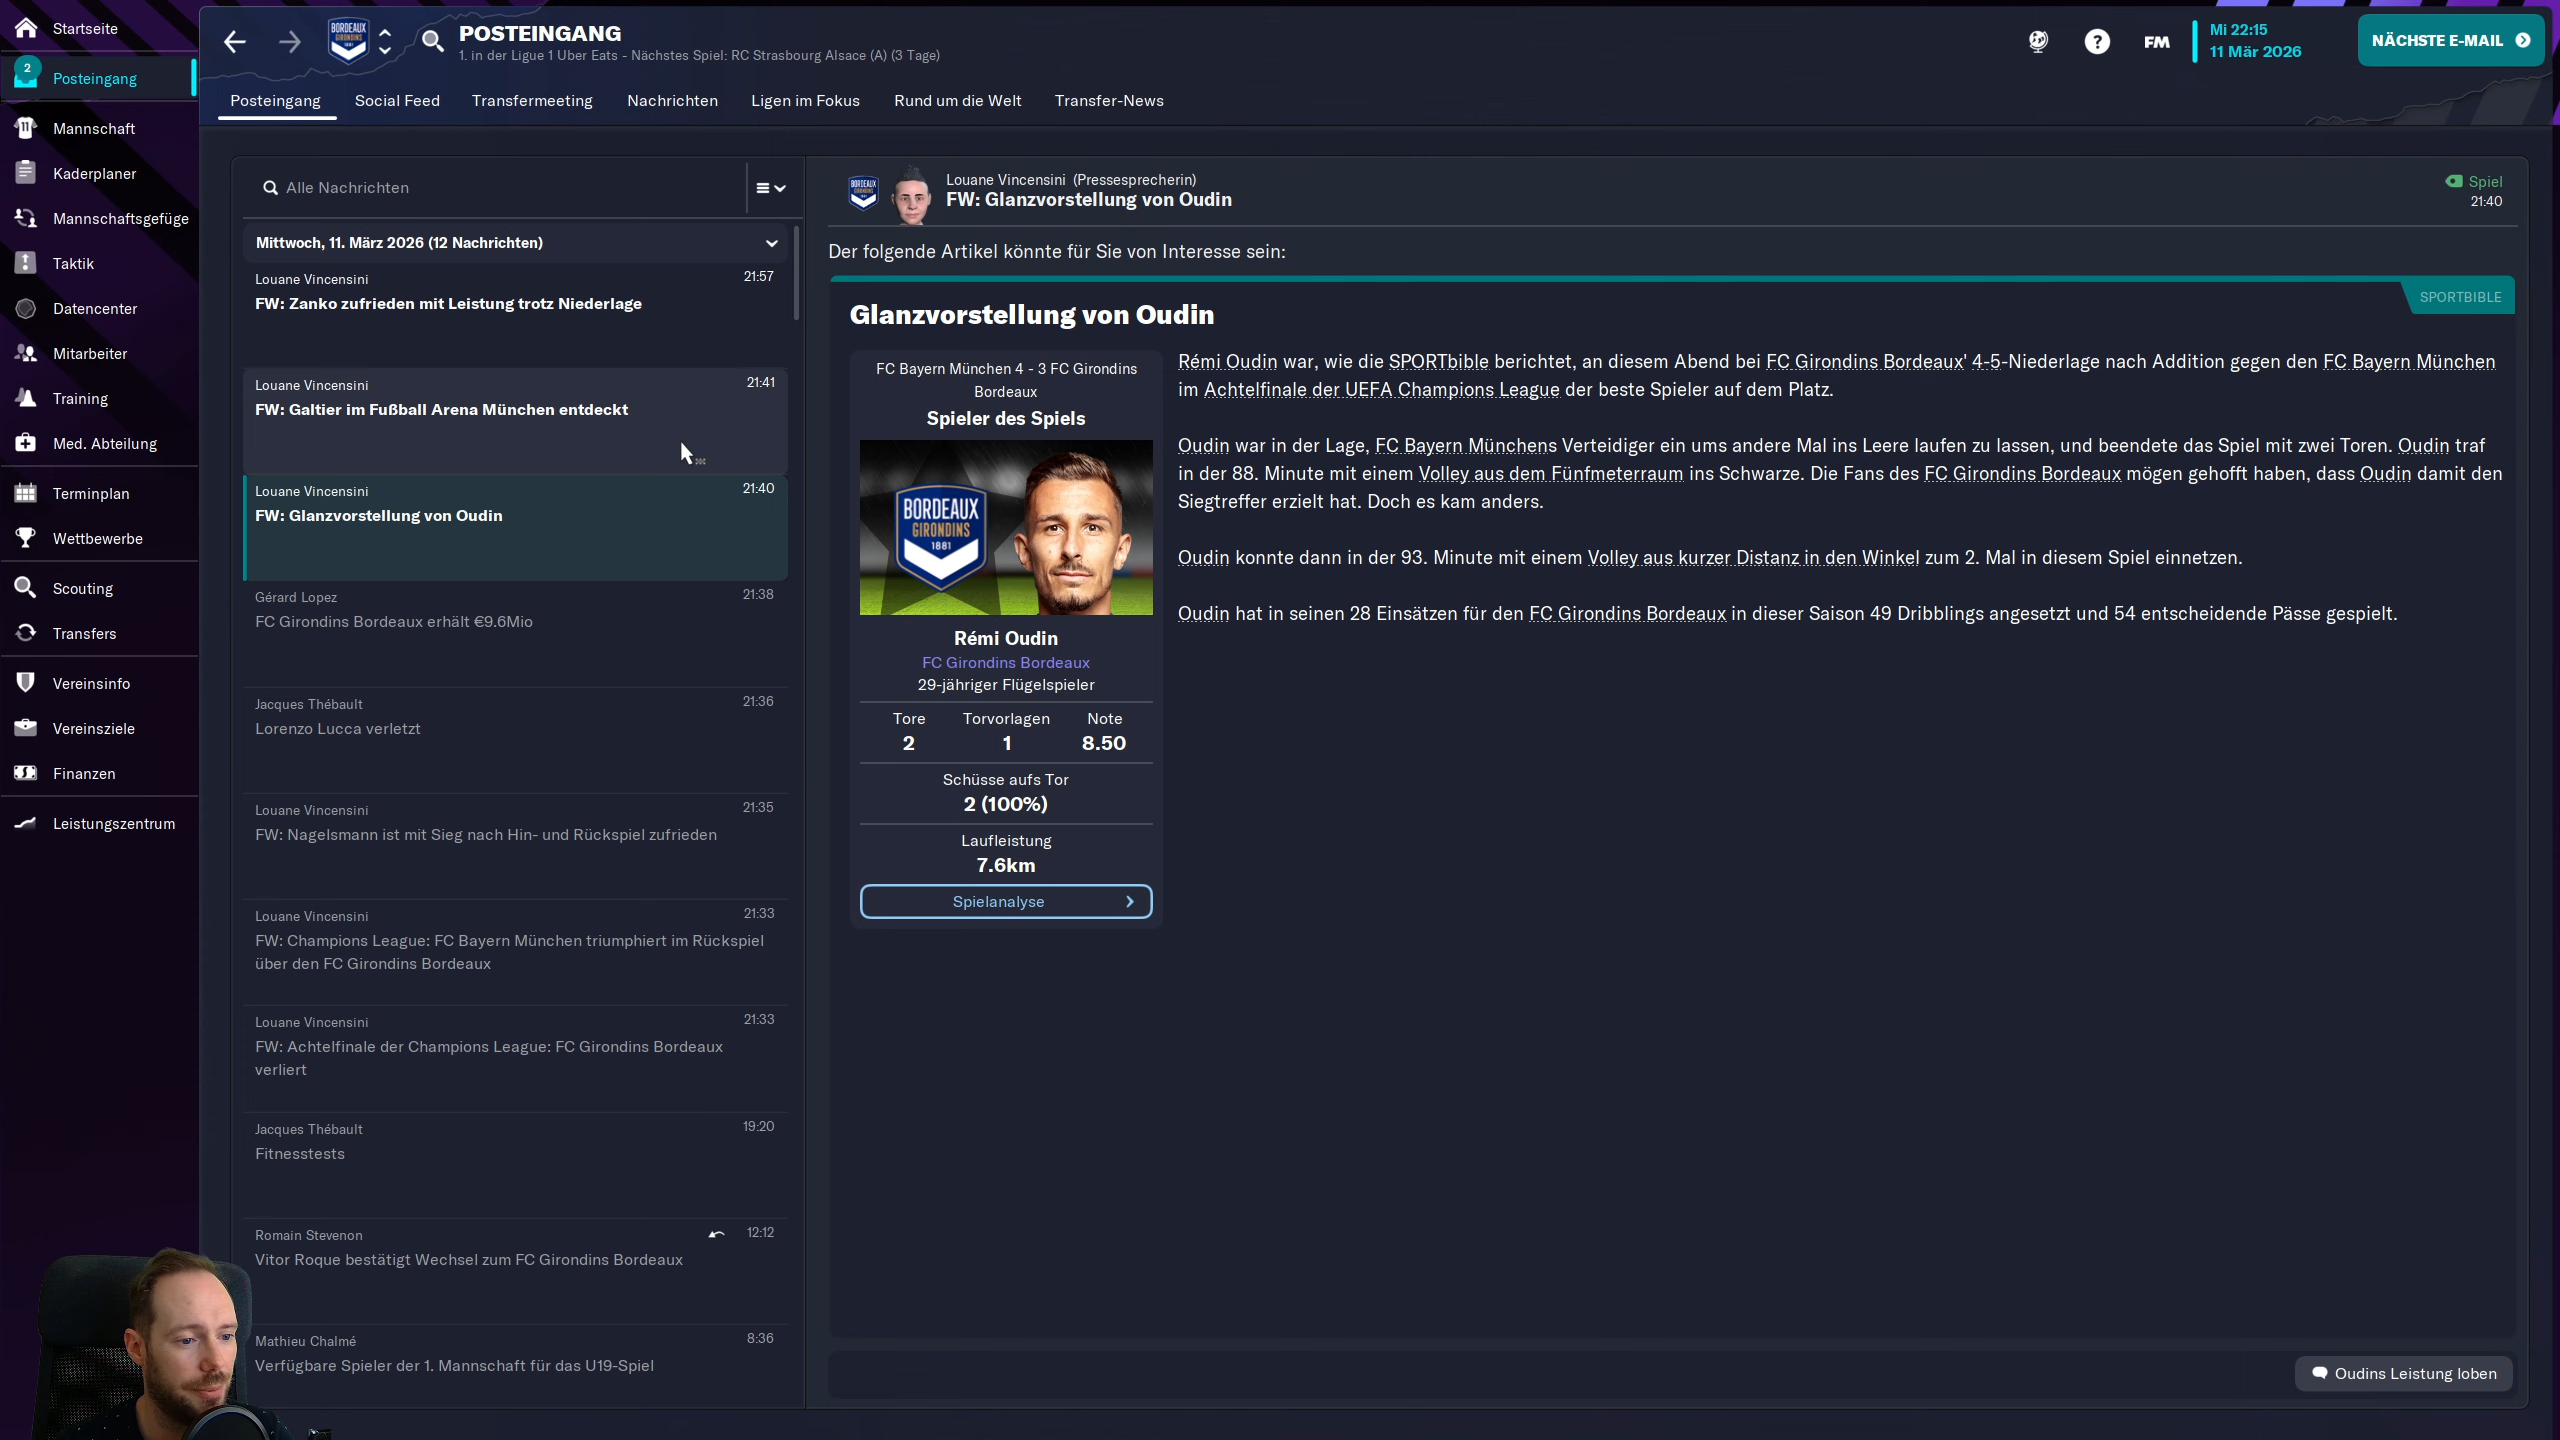 Startseite
2
Posteingang
11
Mannschaft
Kaderplaner
Mannschaftsgefüge
Taktik
Datencenter
Mitarbeiter
Training
Med. Abteilung
Terminplan
Wettbewerbe
Scouting
Transfers
Vereinsinfo
Vereinsziele
Finanzen
Leistungszentrum
BORDEAUX
GIRONDINS
POSTEINGANG
1. in der Ligue 1 Uber Eats - Nächstes Spiel: RC Strasbourg Alsace (A) (3 Tage)
?
FM
Mi 22:15
11 Mär 2026
NÄCHSTE E-MAIL
Posteingang
Social Feed
Transfermeeting
Nachrichten
Ligen im Fokus
Rund um die Welt
Transfer-News
Alle Nachrichten
Mittwoch, 11. März 2026 (12 Nachrichten)
Louane Vincensini 21:57
FW: Zanko zufrieden mit Leistung trotz Niederlage
Louane Vincensini 21:41
FW: Galtier im Fußball Arena München entdeckt
Louane Vincensini 21:40
FW: Glanzvorstellung von Oudin
Gérard Lopez 21:38
FC Girondins Bordeaux erhält €9.6Mio
Jacques Thébault 21:36
Lorenzo Lucca verletzt
Louane Vincensini 21:35
FW: Nagelsmann ist mit Sieg nach Hin- und Rückspiel zufrieden
Louane Vincensini 21:33
FW: Champions League: FC Bayern München triumphiert im Rückspiel
über den FC Girondins Bordeaux
Louane Vincensini 21:33
FW: Achtelfinale der Champions League: FC Girondins Bordeaux
verliert
Jacques Thébault 19:20
Fitnesstests
Romain Stevenon 12:12
Vitor Roque bestätigt Wechsel zum FC Girondins Bordeaux
Mathieu Chalmé 8:36
Verfügbare Spieler der 1. Mannschaft für das U19-Spiel
BORDEAUX
Louane Vincensini (Pressesprecherin)
FW: Glanzvorstellung von Oudin
Spiel
21:40
Der folgende Artikel könnte für Sie von Interesse sein:
SPORTBIBLE
Glanzvorstellung von Oudin
FC Bayern München 4 - 3 FC Girondins
Bordeaux
Spieler des Spiels
BORDEAUX
GIRONDINS
1881
Rémi Oudin
FC Girondins Bordeaux
29-jähriger Flügelspieler
Tore Torvorlagen Note
2 1 8.50
Schüsse aufs Tor
2 (100%)
Laufleistung
7.6km
Spielanalyse
Rémi Oudin war, wie die SPORTbible berichtet, an diesem Abend bei FC Girondins Bordeaux' 4-5-Niederlage nach Addition gegen den FC Bayern München
im Achtelfinale der UEFA Champions League der beste Spieler auf dem Platz.
Oudin war in der Lage, FC Bayern Münchens Verteidiger ein ums andere Mal ins Leere laufen zu lassen, und beendete das Spiel mit zwei Toren. Oudin traf
in der 88. Minute mit einem Volley aus dem Fünfmeterraum ins Schwarze. Die Fans des FC Girondins Bordeaux mögen gehofft haben, dass Oudin damit den
Siegtreffer erzielt hat. Doch es kam anders.
Oudin konnte dann in der 93. Minute mit einem Volley aus kurzer Distanz in den Winkel zum 2. Mal in diesem Spiel einnetzen.
Oudin hat in seinen 28 Einsätzen für den FC Girondins Bordeaux in dieser Saison 49 Dribblings angesetzt und 54 entscheidende Pässe gespielt.
Oudins Leistung loben